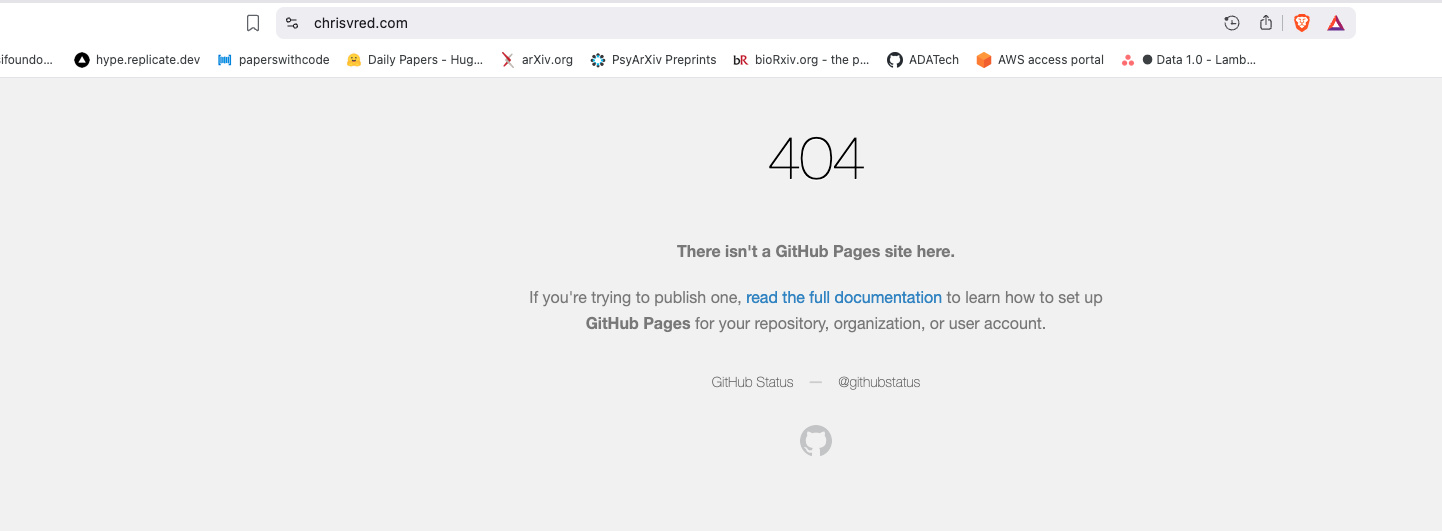 chrisvred.com
ifoundo... hype.replicate.dev paperswithcode Daily Papers - Hug... arXiv.org PsyArXiv Preprints bR bioRxiv.org - the p... ADATech AWS access portal Data 1.0 - Lamb...
404
There isn't a GitHub Pages site here.
If you're trying to publish one, read the full documentation to learn how to set up
GitHub Pages for your repository, organization, or user account.
GitHub Status — @githubstatus